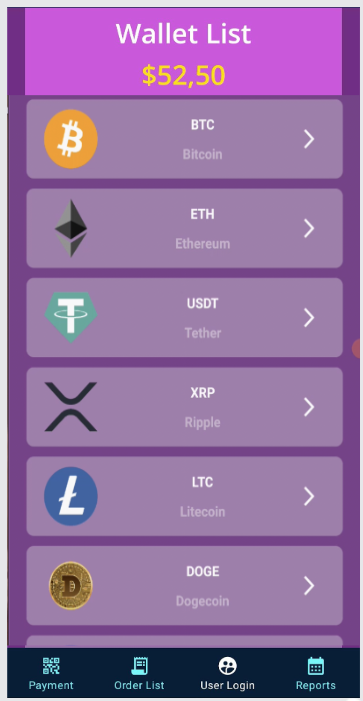 Wallet List
$52,50
BTC
Bitcoin
ETH
Ethereum
USDT
Tether
XRP
Ripple
LTC
Litecoin
DOGE
Dogecoin
Payment
Order List
User Login
Reports